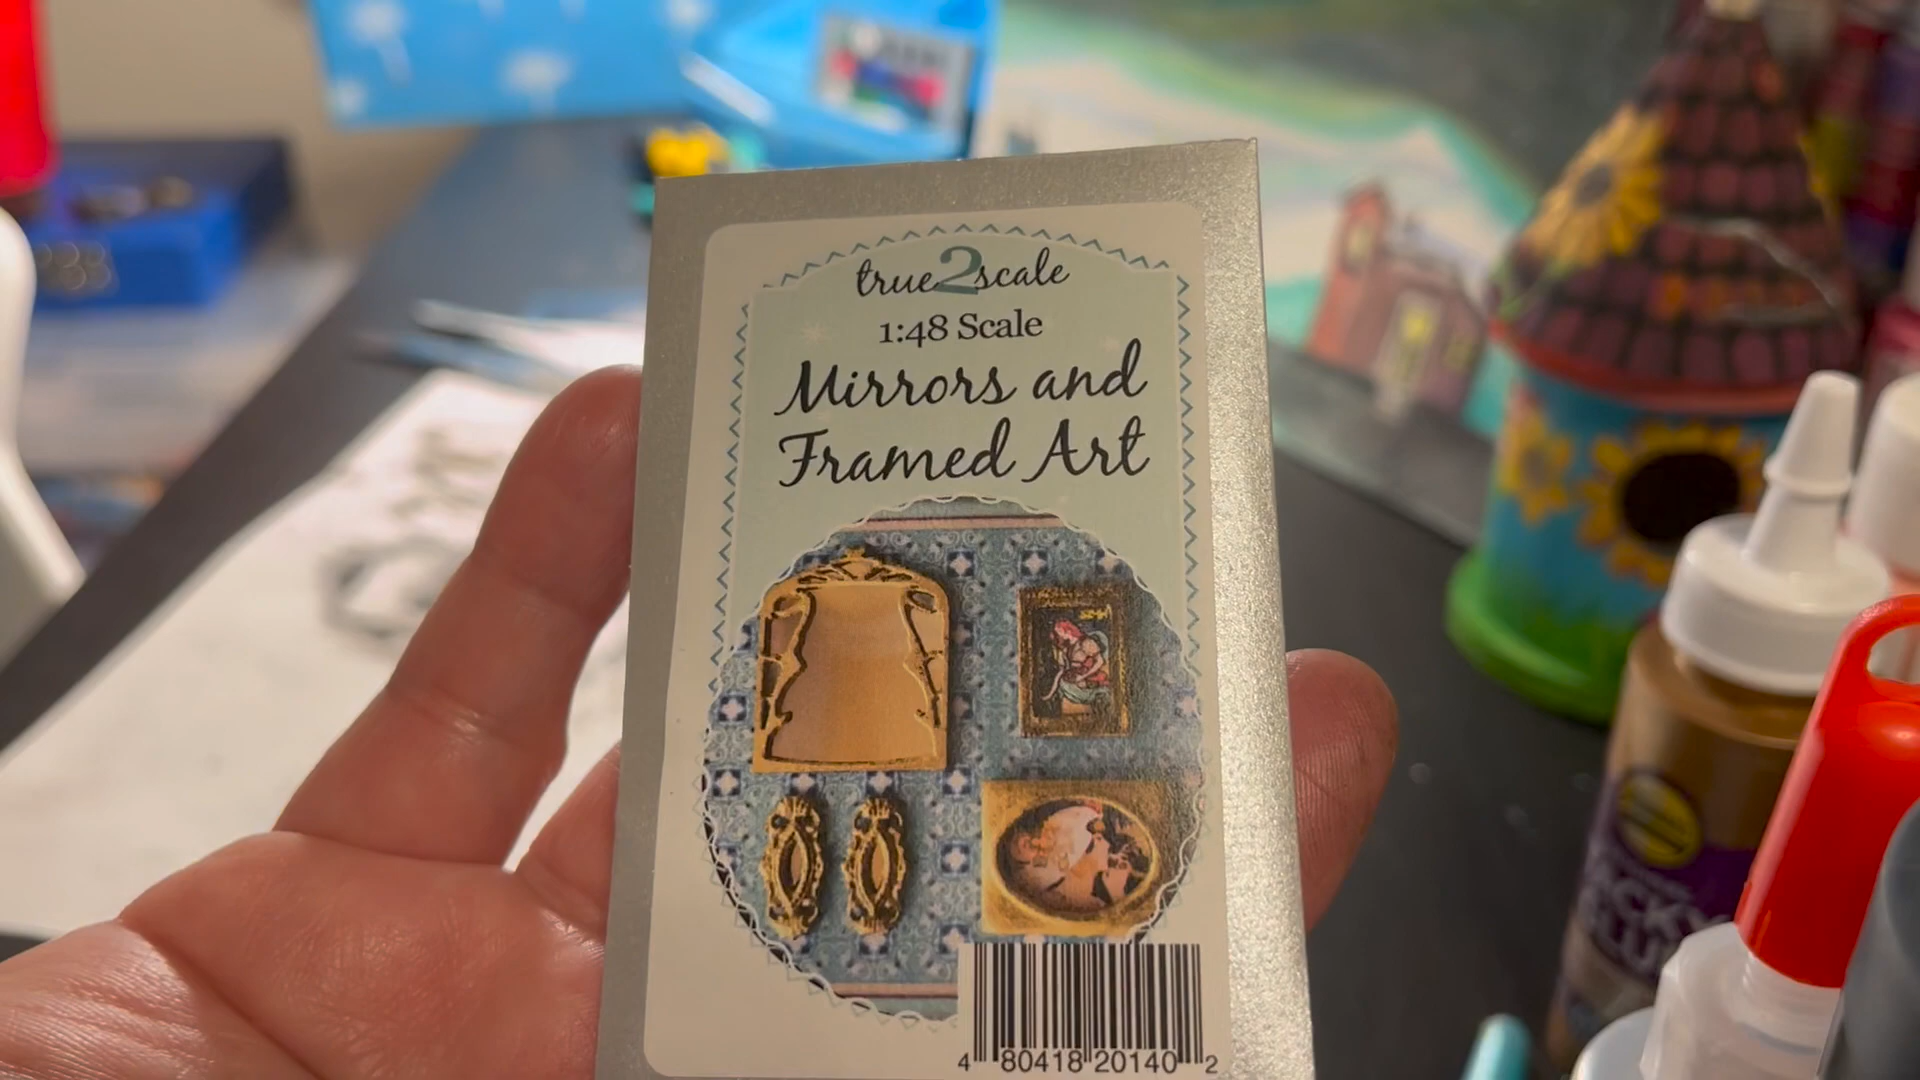 true2scale
1:48 Scale
Mirrors and
Framed Art
4 80418 20140 2